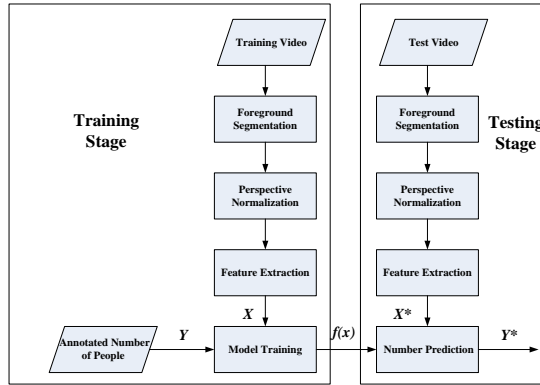 Training Video
Test Video
Training
Stage
Foreground
Segmentation
Foreground
Segmentation
Testing
Stage
Perspective
Normalization
Perspective
Normalization
Feature Extraction
Feature Extraction
X
X*
Annotated Number
of People
Y
Model Training
f(x)
Number Prediction
Y*